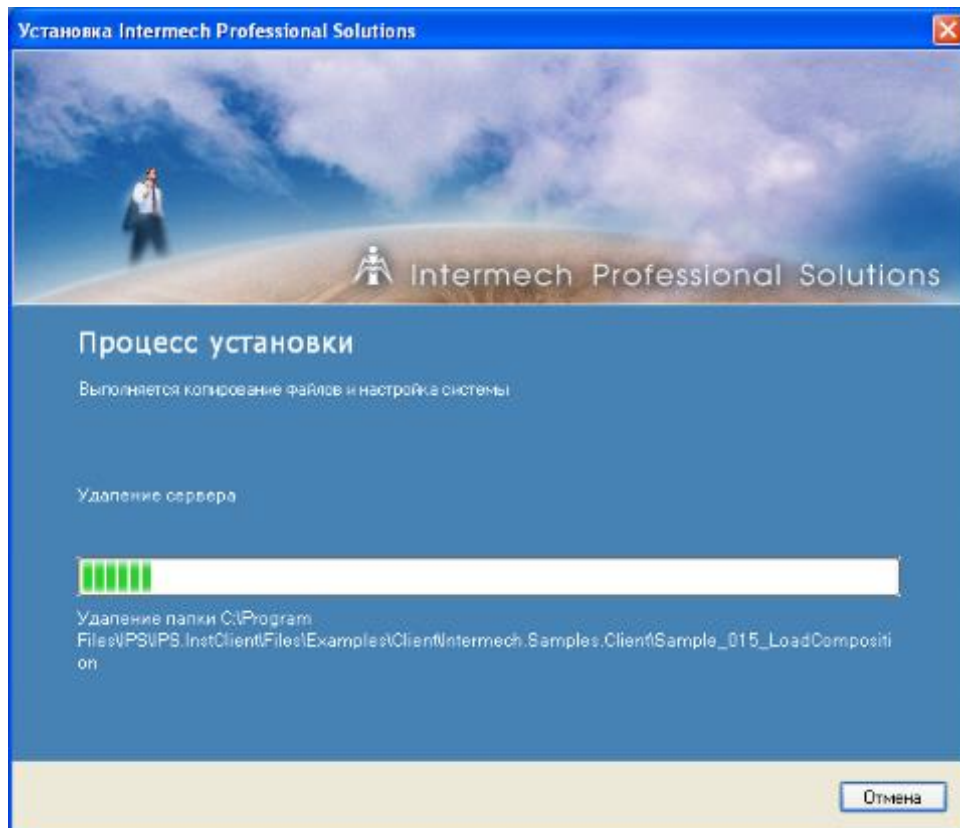 Установка Intermech Professional Solutions
Intermech Professional Solutions
Процесс установки
Выполняется копирование файлов и настройка системы
Удаление сервера
Удаление папки C:\Program
Files\IPS\IPS.InstClient\Files\Examples\Client\Intermech.Samples.Client\Sample_015_LoadCompositi
on
Отмена